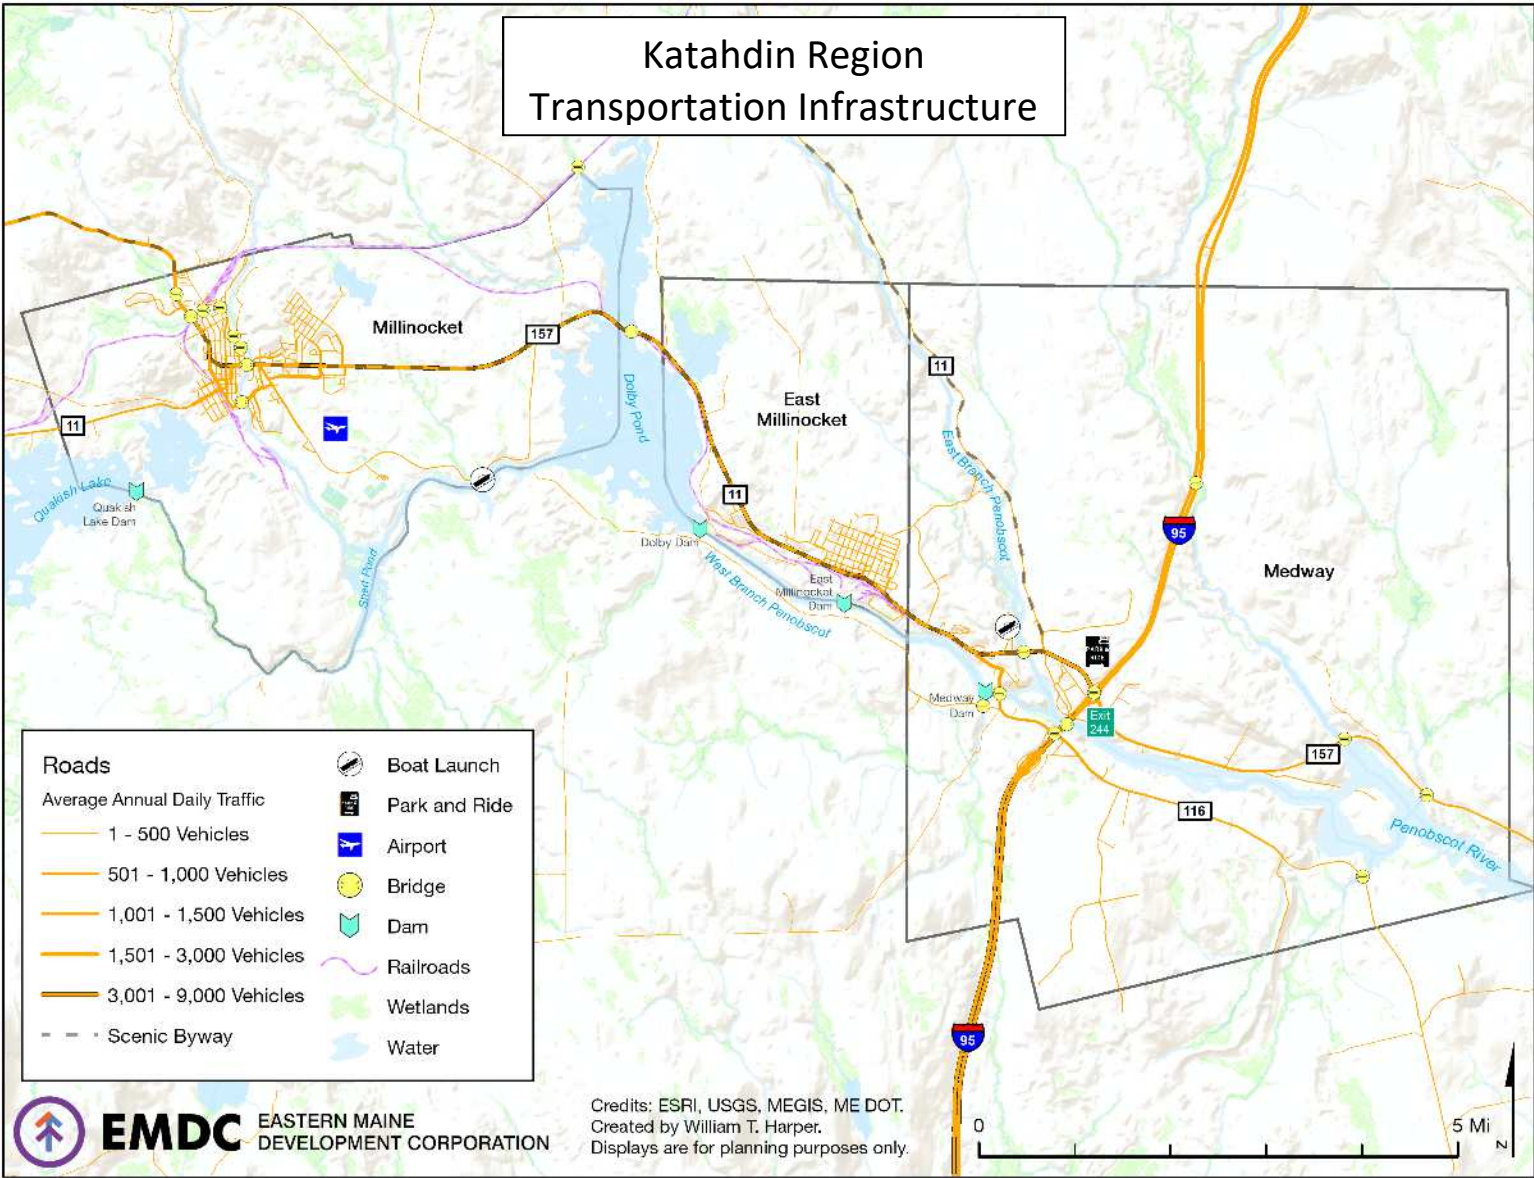 Katahdin Region
Transportation Infrastructure
Millinocket
157
11
East
Millinocket
11
11
Dolby Pond
East Branch Penobscot
Quakish Lake
Quakish
Lake Dam
Shad Pond
Dolby Dam
West Branch Penobscot
East
Millinocket
Dam
95
Medway
PARK &
RIDE
Medway
Dam
Exit
244
157
116
Penobscot River
95
Roads
Average Annual Daily Traffic
1 - 500 Vehicles
501 - 1,000 Vehicles
1,001 - 1,500 Vehicles
1,501 - 3,000 Vehicles
3,001 - 9,000 Vehicles
Scenic Byway
Boat Launch
Park and Ride
Airport
Bridge
Dam
Railroads
Wetlands
Water
EMDC
EASTERN MAINE
DEVELOPMENT CORPORATION
Credits: ESRI, USGS, MEGIS, ME DOT.
Created by William T. Harper.
Displays are for planning purposes only.
0
5 Mi
N